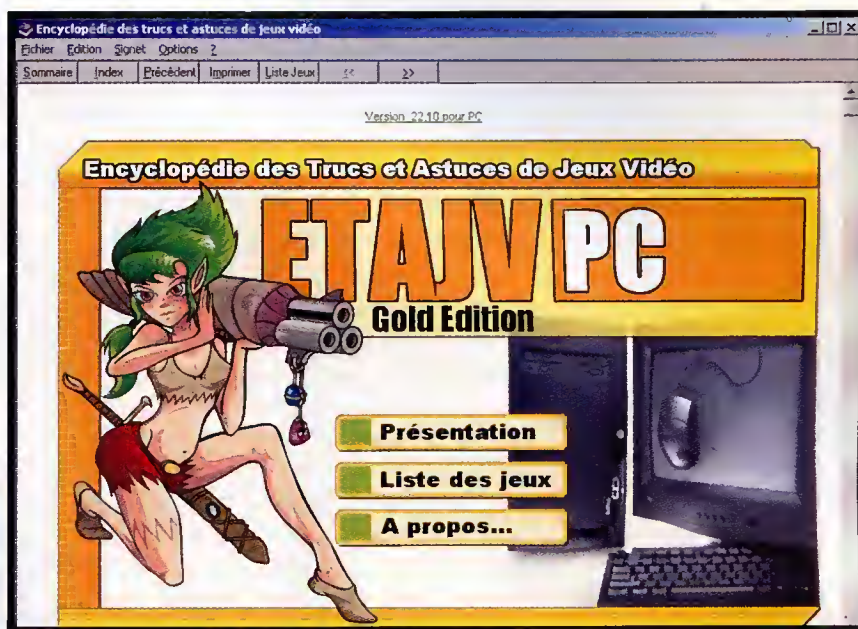 Encyclopédie des trucs et astuces de jeux vidéo
Fichier Edition Signet Options ?
Sommaire Index Précédent Imprimer Liste Jeux << >>
Version 22.10 pour PC
Encyclopédie des Trucs et Astuces de Jeux Vidéo
ETAJV PC
Gold Edition
Présentation
Liste des jeux
A propos...